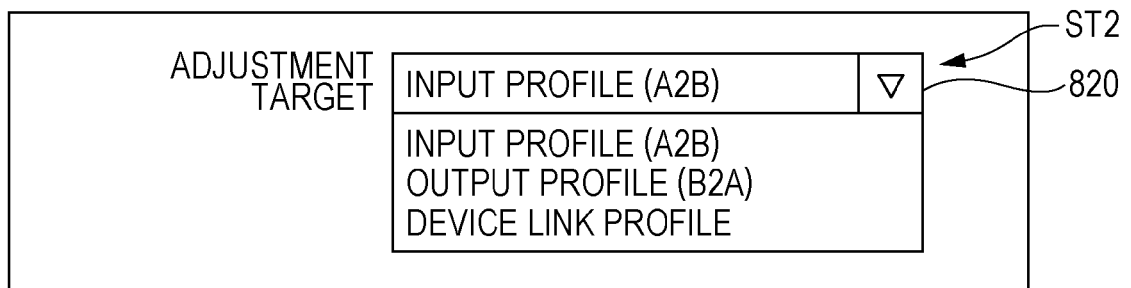 ST2
ADJUSTMENT
TARGET
INPUT PROFILE (A2B)
820
INPUT PROFILE (A2B)
OUTPUT PROFILE (B2A)
DEVICE LINK PROFILE